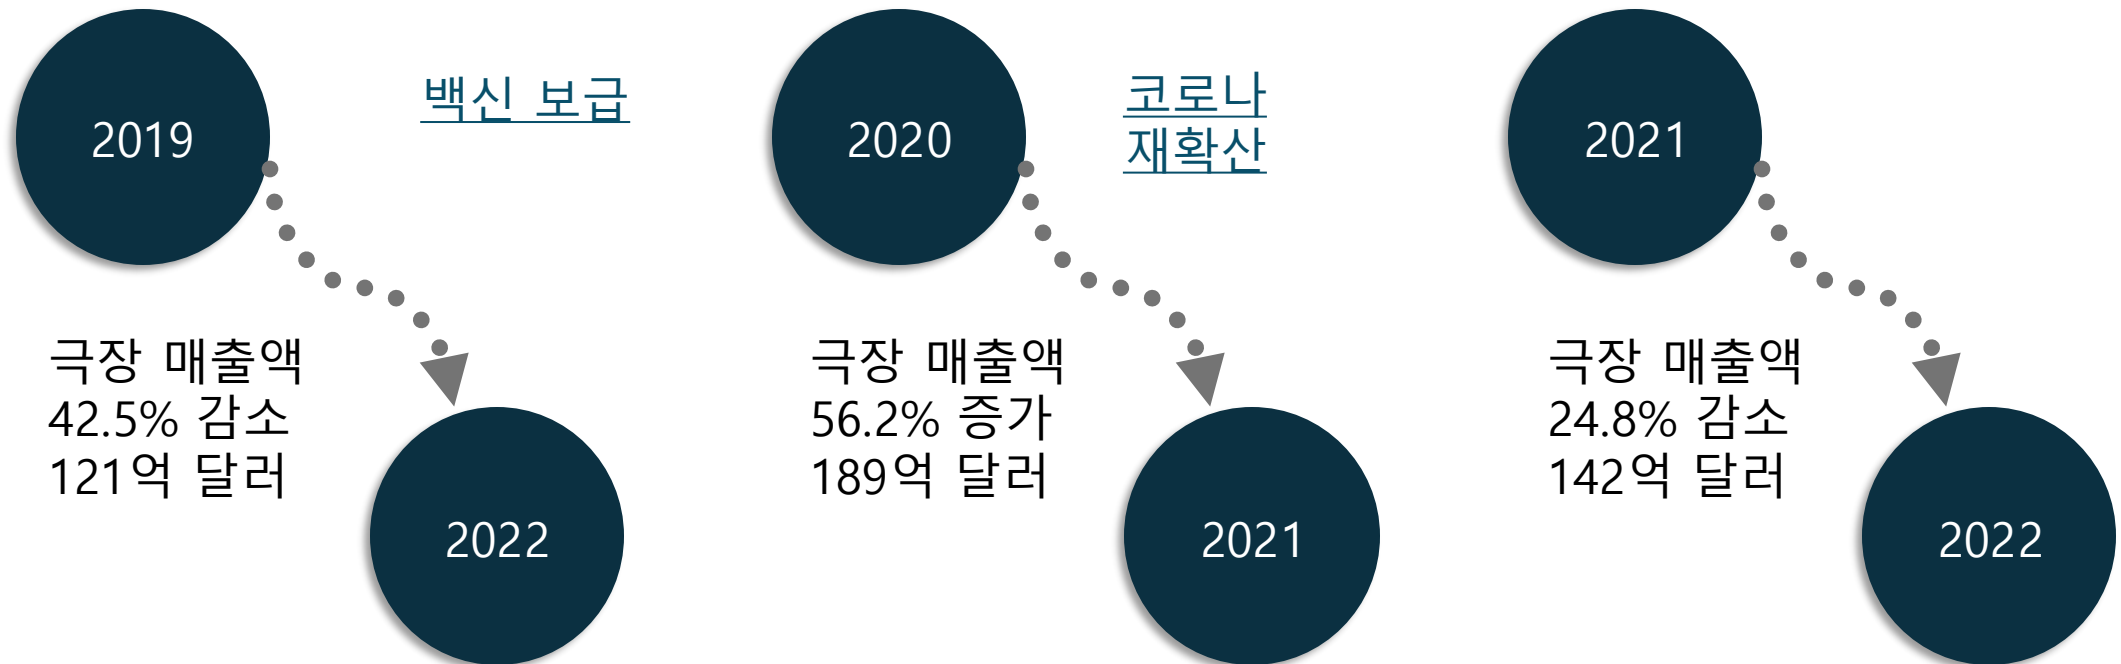 2019
백신 보급
2020
코로나
재확산
2021
극장 매출액
42.5% 감소
121억 달러
2022
극장 매출액
56.2% 증가
189억 달러
2021
극장 매출액
24.8% 감소
142억 달러
2022